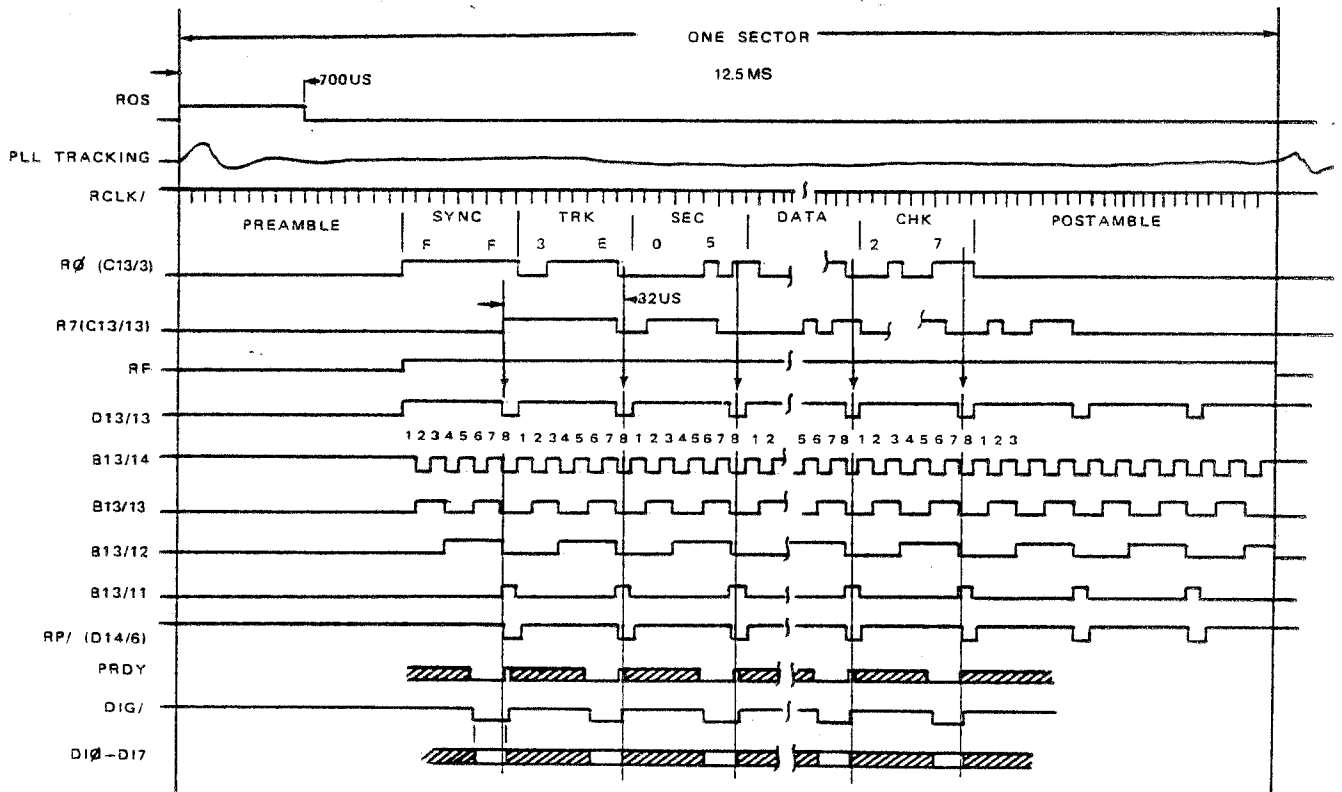 ONE SECTOR
12.5 MS
700US
ROS
PLL TRACKING
RCLK/
PREAMBLE SYNC TRK SEC DATA CHK POSTAMBLE
F F 3 E 0 5 2 7
RØ (C13/3)
32US
R7(C13/13)
RF
D13/13
1 2 3 4 5 6 7 8 1 2 3 4 5 6 7 8 1 2 3 4 5 6 7 8 1 2 5 6 7 8 1 2 3 4 5 6 7 8 1 2 3
B13/14
B13/13
B13/12
B13/11
RP/ (D14/6)
PRDY
DIG/
DIØ-DI7